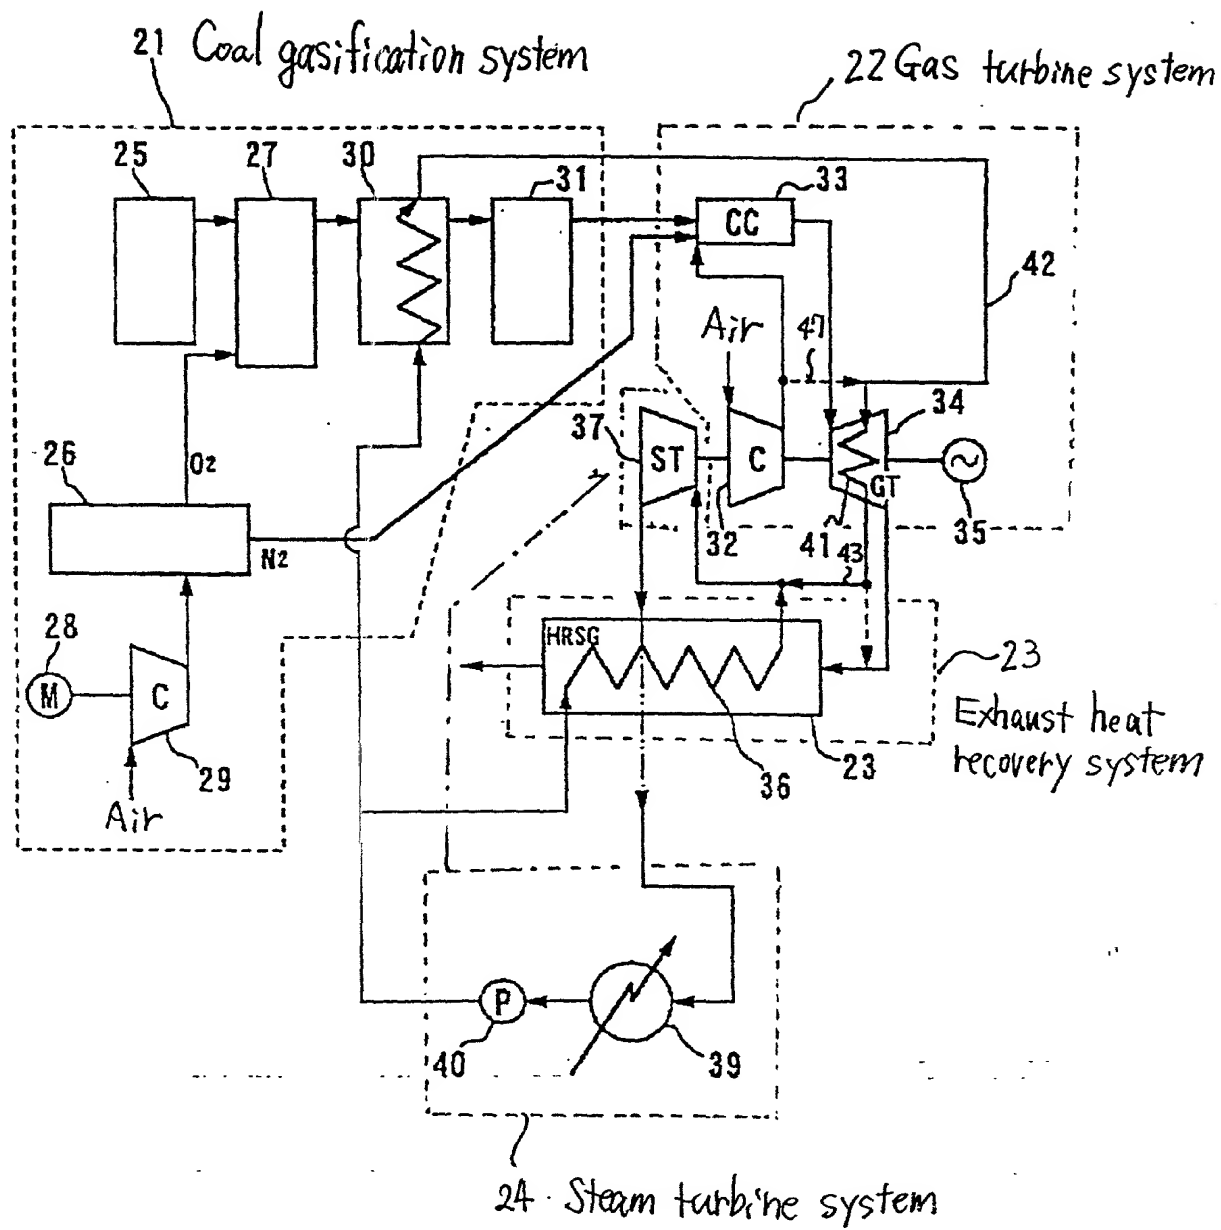 21 Coal gasification system
22 Gas turbine system
25
27
30
31
33
CC
42
Air
47
34
37
ST
C
GT
26
O2
N2
32
41
43
35
28
M
C
29
Air
HRSG
23
Exhaust heat
recovery system
36
23
P
40
39
24. Steam turbine system